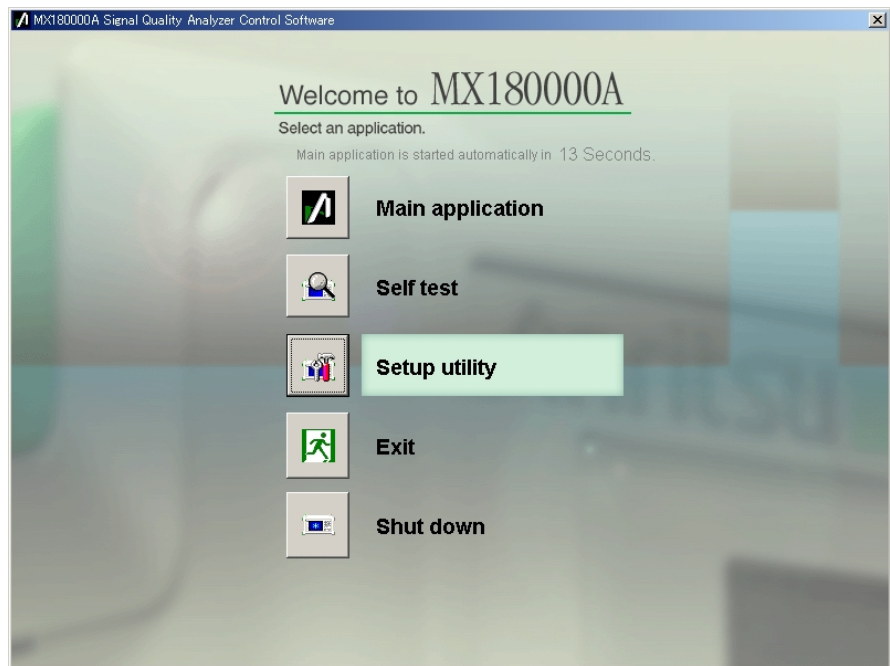 MX180000A Signal Quality Analyzer Control Software
Welcome to MX180000A
Select an application.
Main application is started automatically in 13 Seconds.
Main application
Self test
Setup utility
Exit
Shut down